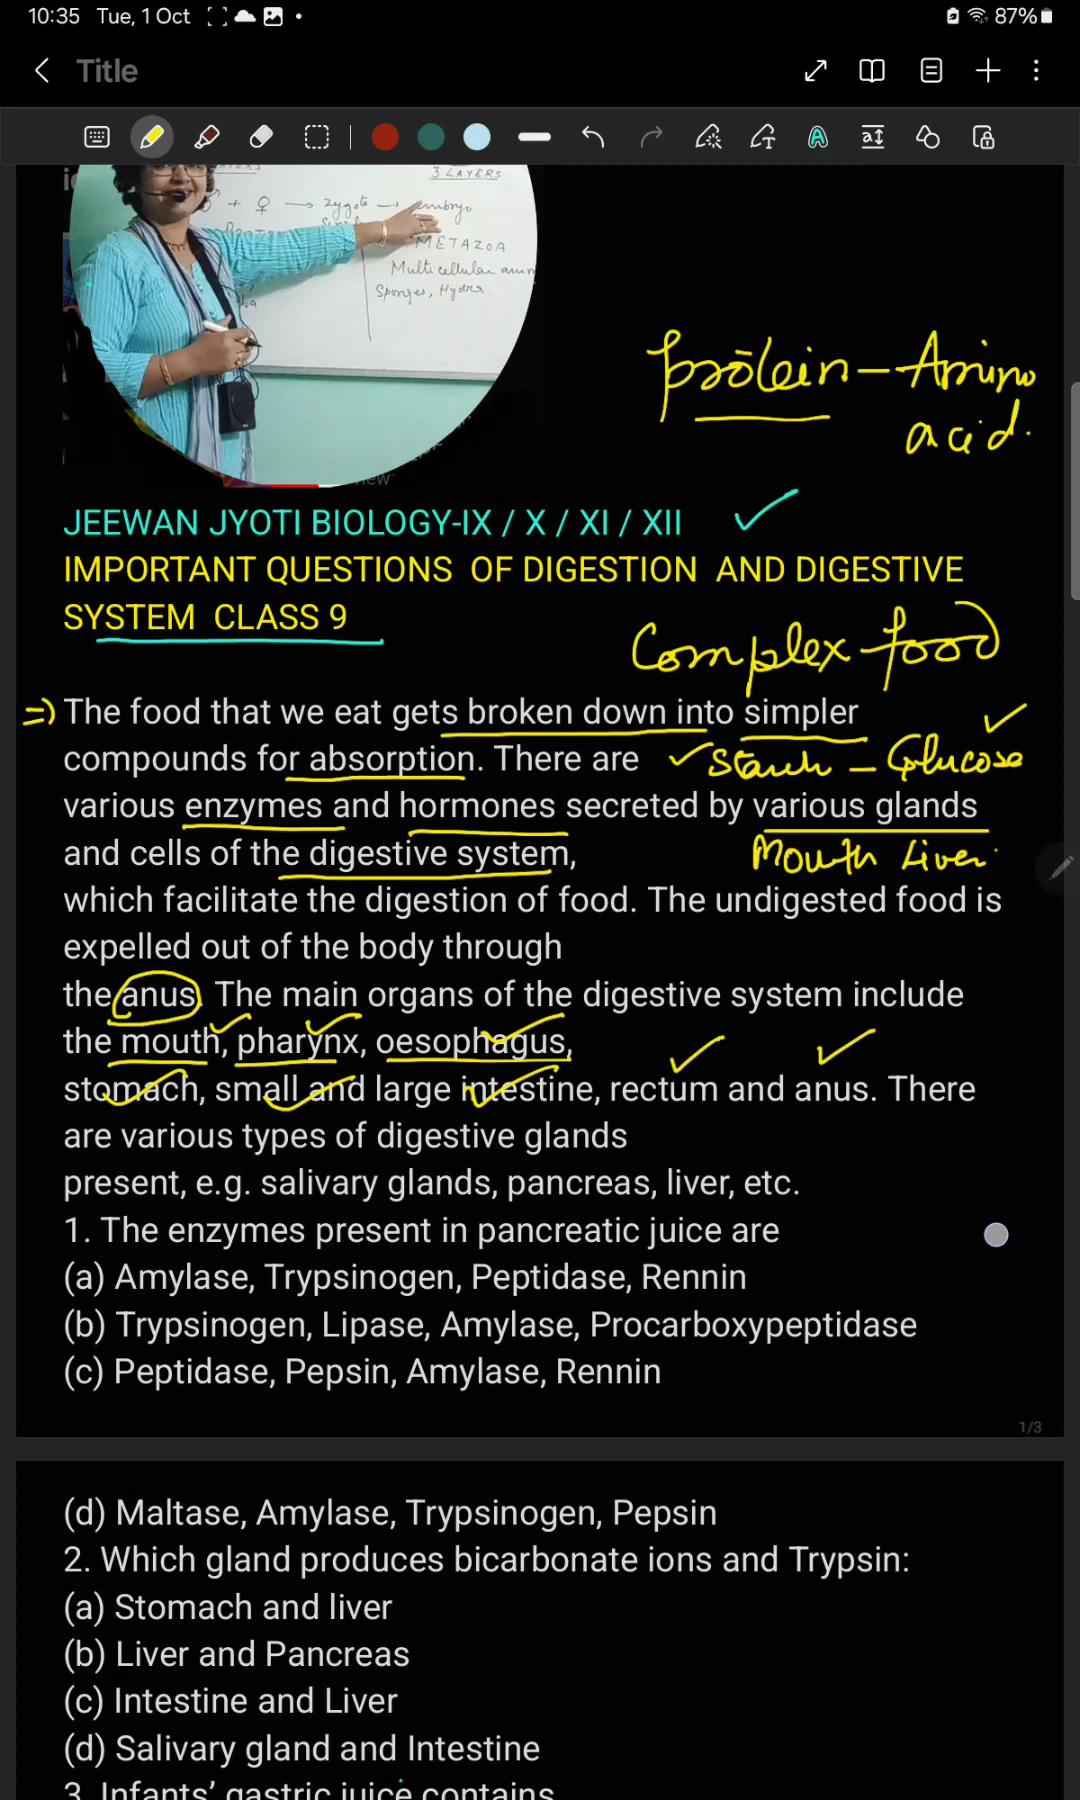 10:35 Tue, 1 Oct 87%
Title
3 LAYERS
+ ♀ → zygote → embryo
METAZOA
Multicellular
Sponges, Hydra
Protein – Amino
acid.
JEEWAN JYOTI BIOLOGY-IX / X / XI / XII
IMPORTANT QUESTIONS OF DIGESTION AND DIGESTIVE
SYSTEM CLASS 9
Complex food
=) The food that we eat gets broken down into simpler
compounds for absorption. There are
Starch – Glucose
various enzymes and hormones secreted by various glands
and cells of the digestive system,
Mouth Liver
which facilitate the digestion of food. The undigested food is
expelled out of the body through
the anus. The main organs of the digestive system include
the mouth, pharynx, oesophagus,
stomach, small and large intestine, rectum and anus. There
are various types of digestive glands
present, e.g. salivary glands, pancreas, liver, etc.
1. The enzymes present in pancreatic juice are
(a) Amylase, Trypsinogen, Peptidase, Rennin
(b) Trypsinogen, Lipase, Amylase, Procarboxypeptidase
(c) Peptidase, Pepsin, Amylase, Rennin
1/3
(d) Maltase, Amylase, Trypsinogen, Pepsin
2. Which gland produces bicarbonate ions and Trypsin:
(a) Stomach and liver
(b) Liver and Pancreas
(c) Intestine and Liver
(d) Salivary gland and Intestine
3. Infants’ gastric juice contains